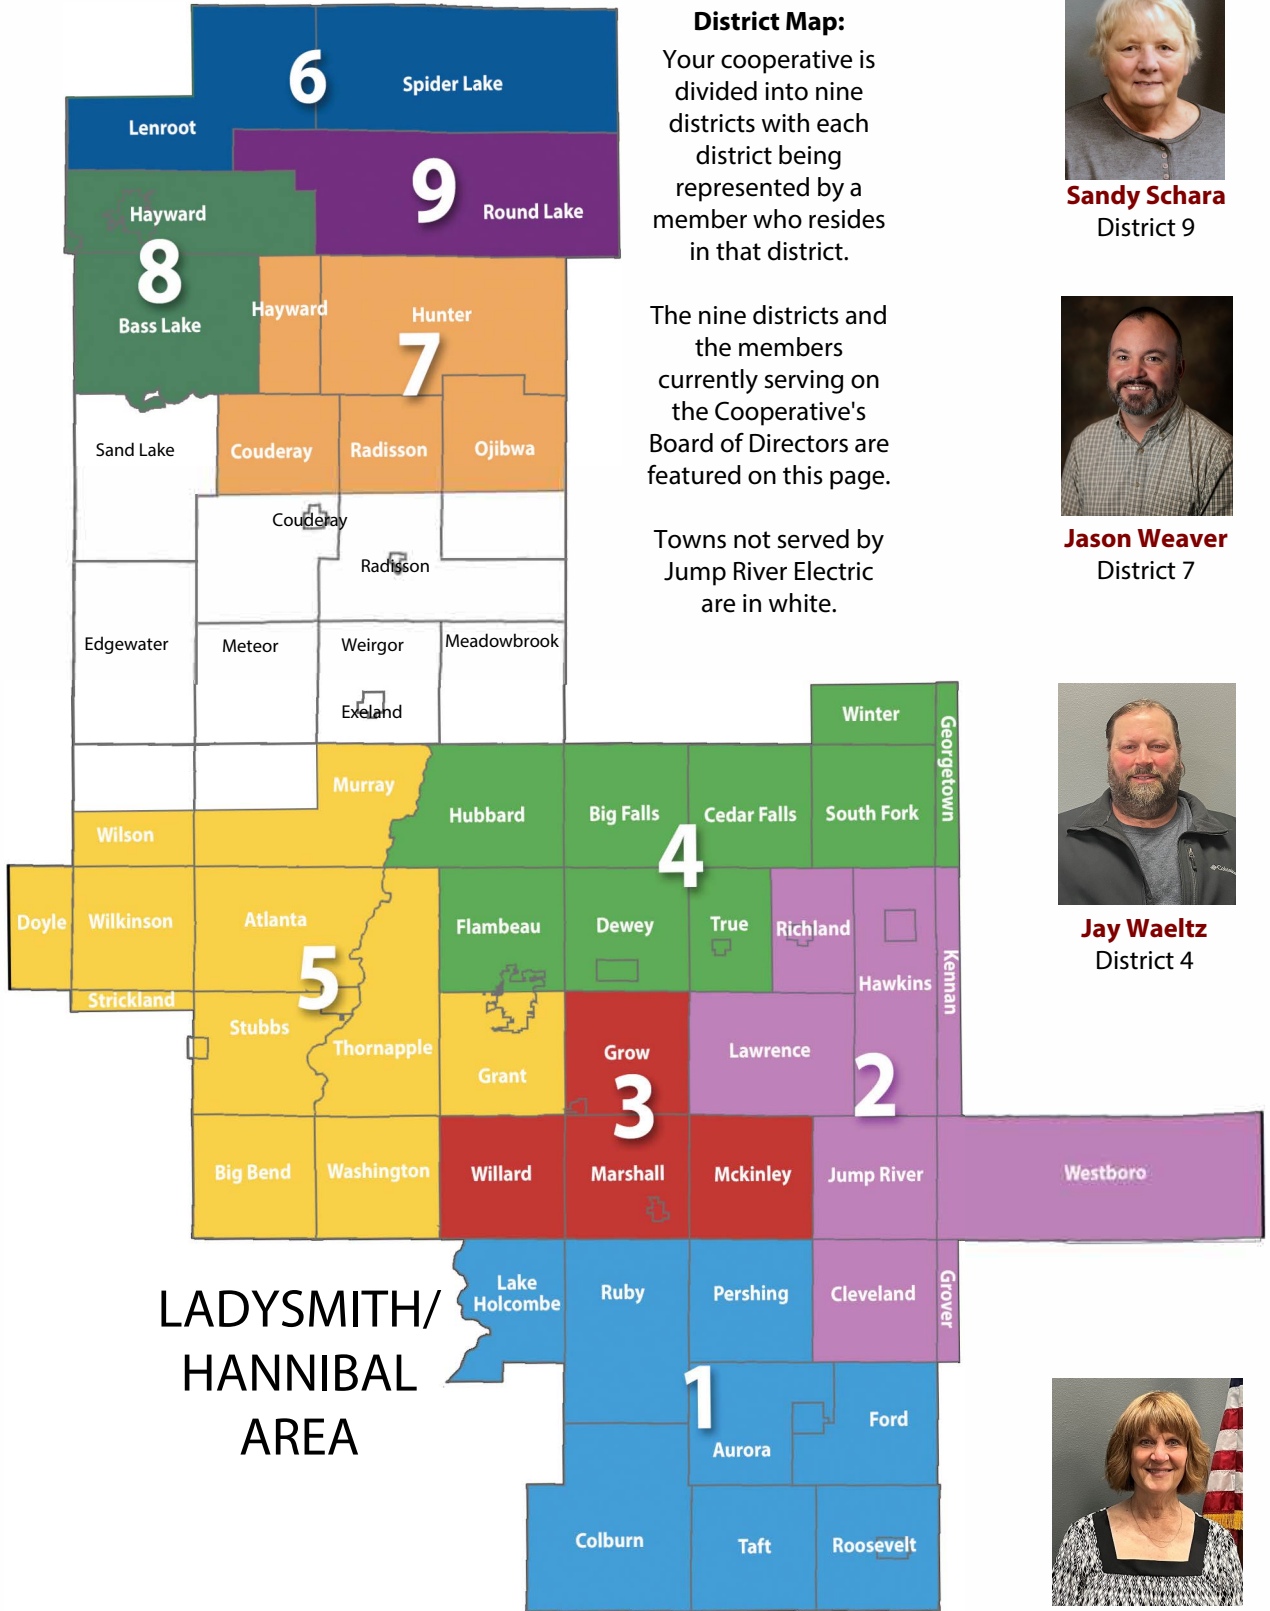 6
Spider Lake
Lenroot
9
Round Lake
Hayward
8
Bass Lake
Hayward
Hunter
7
Sand Lake
Couderay
Radisson
Ojibwa
Couderay
Radisson
Edgewater
Meteor
Weirgor
Meadowbrook
Exeland
Winter
Georgetown
Murray
Hubbard
Big Falls
Cedar Falls
South Fork
Wilson
4
Doyle
Wilkinson
Atlanta
Flambeau
Dewey
True
Richland
Hawkins
Kennan
5
Strickland
Stubbs
Thornapple
Grant
Grow
Lawrence
3
2
Big Bend
Washington
Willard
Marshall
Mckinley
Jump River
Westboro
Lake
Holcombe
Ruby
Pershing
Cleveland
Grover
1
Ford
Aurora
Colburn
Taft
Roosevelt
LADYSMITH/
HANNIBAL
AREA
District Map:
Your cooperative is
divided into nine
districts with each
district being
represented by a
member who resides
in that district.
The nine districts and
the members
currently serving on
the Cooperative's
Board of Directors are
featured on this page.
Towns not served by
Jump River Electric
are in white.
Sandy Schara
District 9
Jason Weaver
District 7
Jay Waeltz
District 4